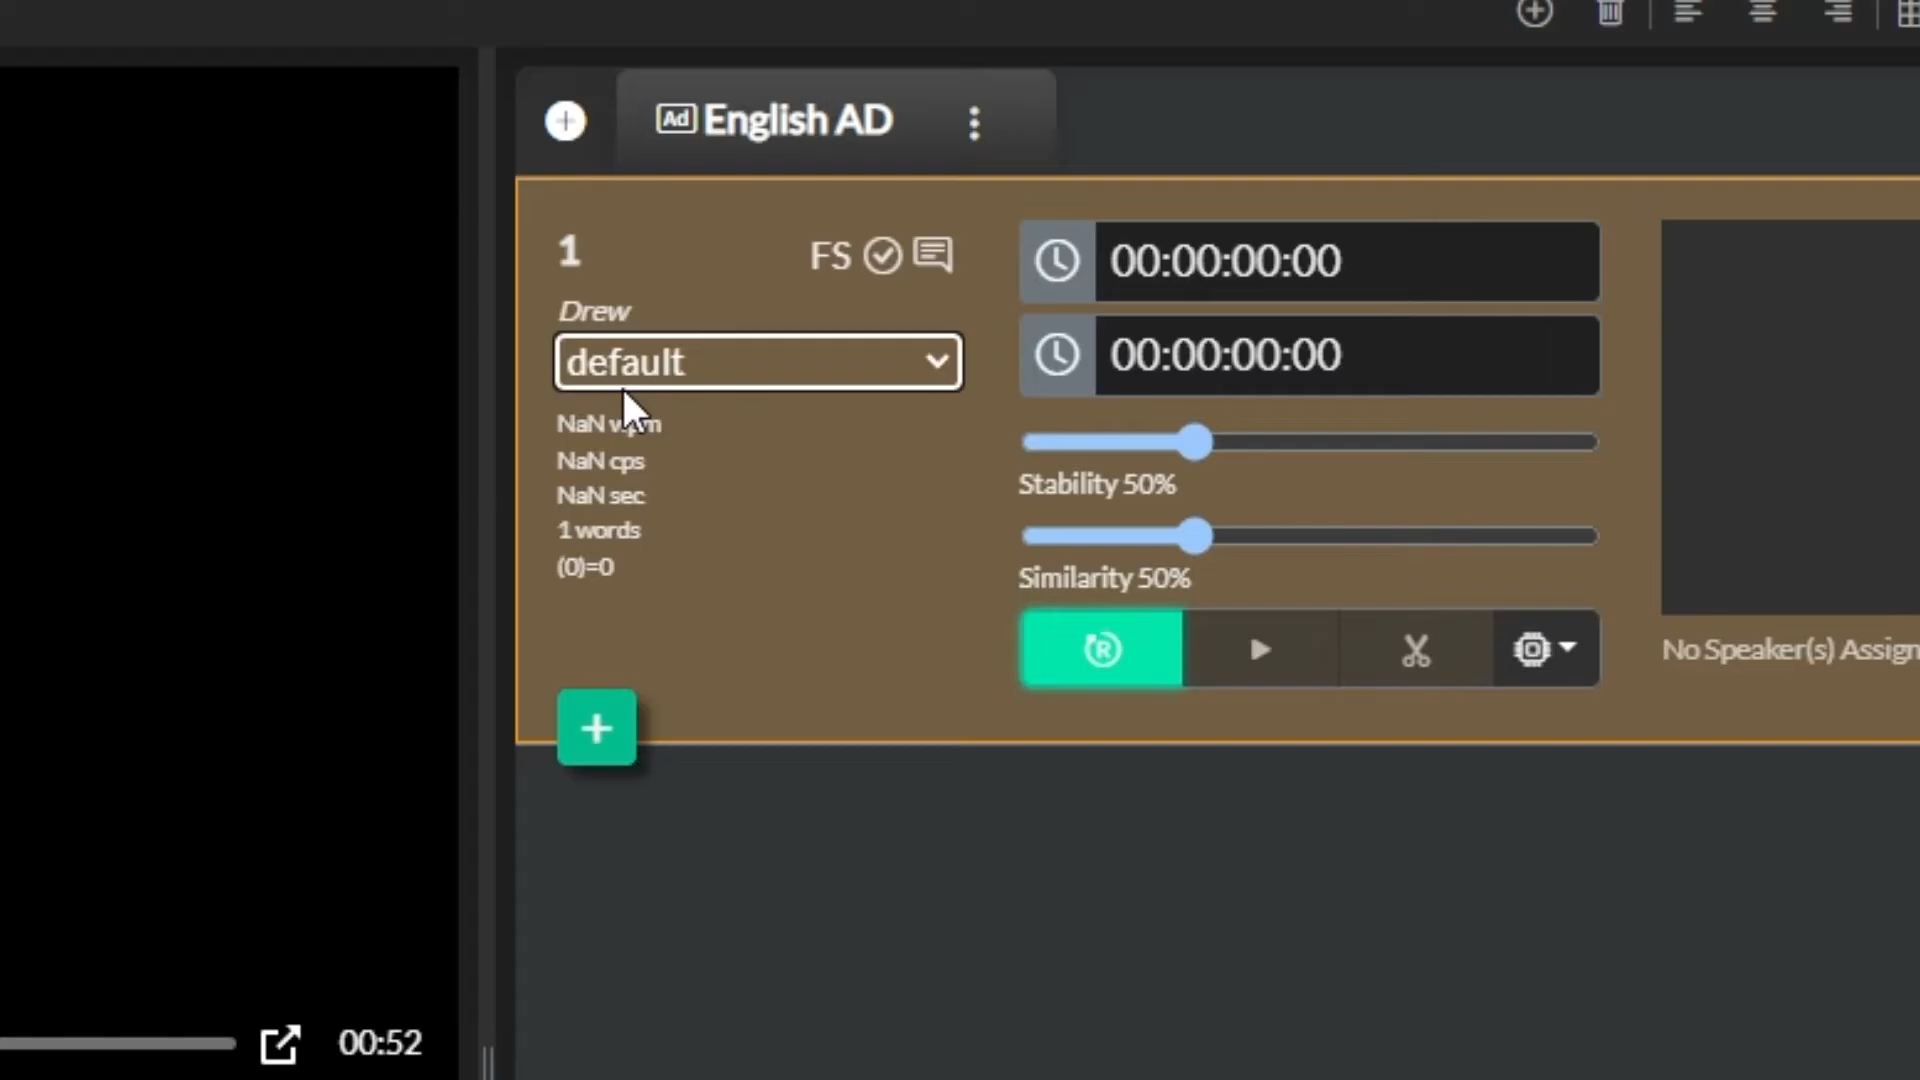 Ad English AD
1
FS
Drew
default
NaN wpm
NaN cps
NaN sec
1 words
(0)=0
00:00:00:00
00:00:00:00
Stability 50%
Similarity 50%
R
No Speaker(s) Assign
00:52